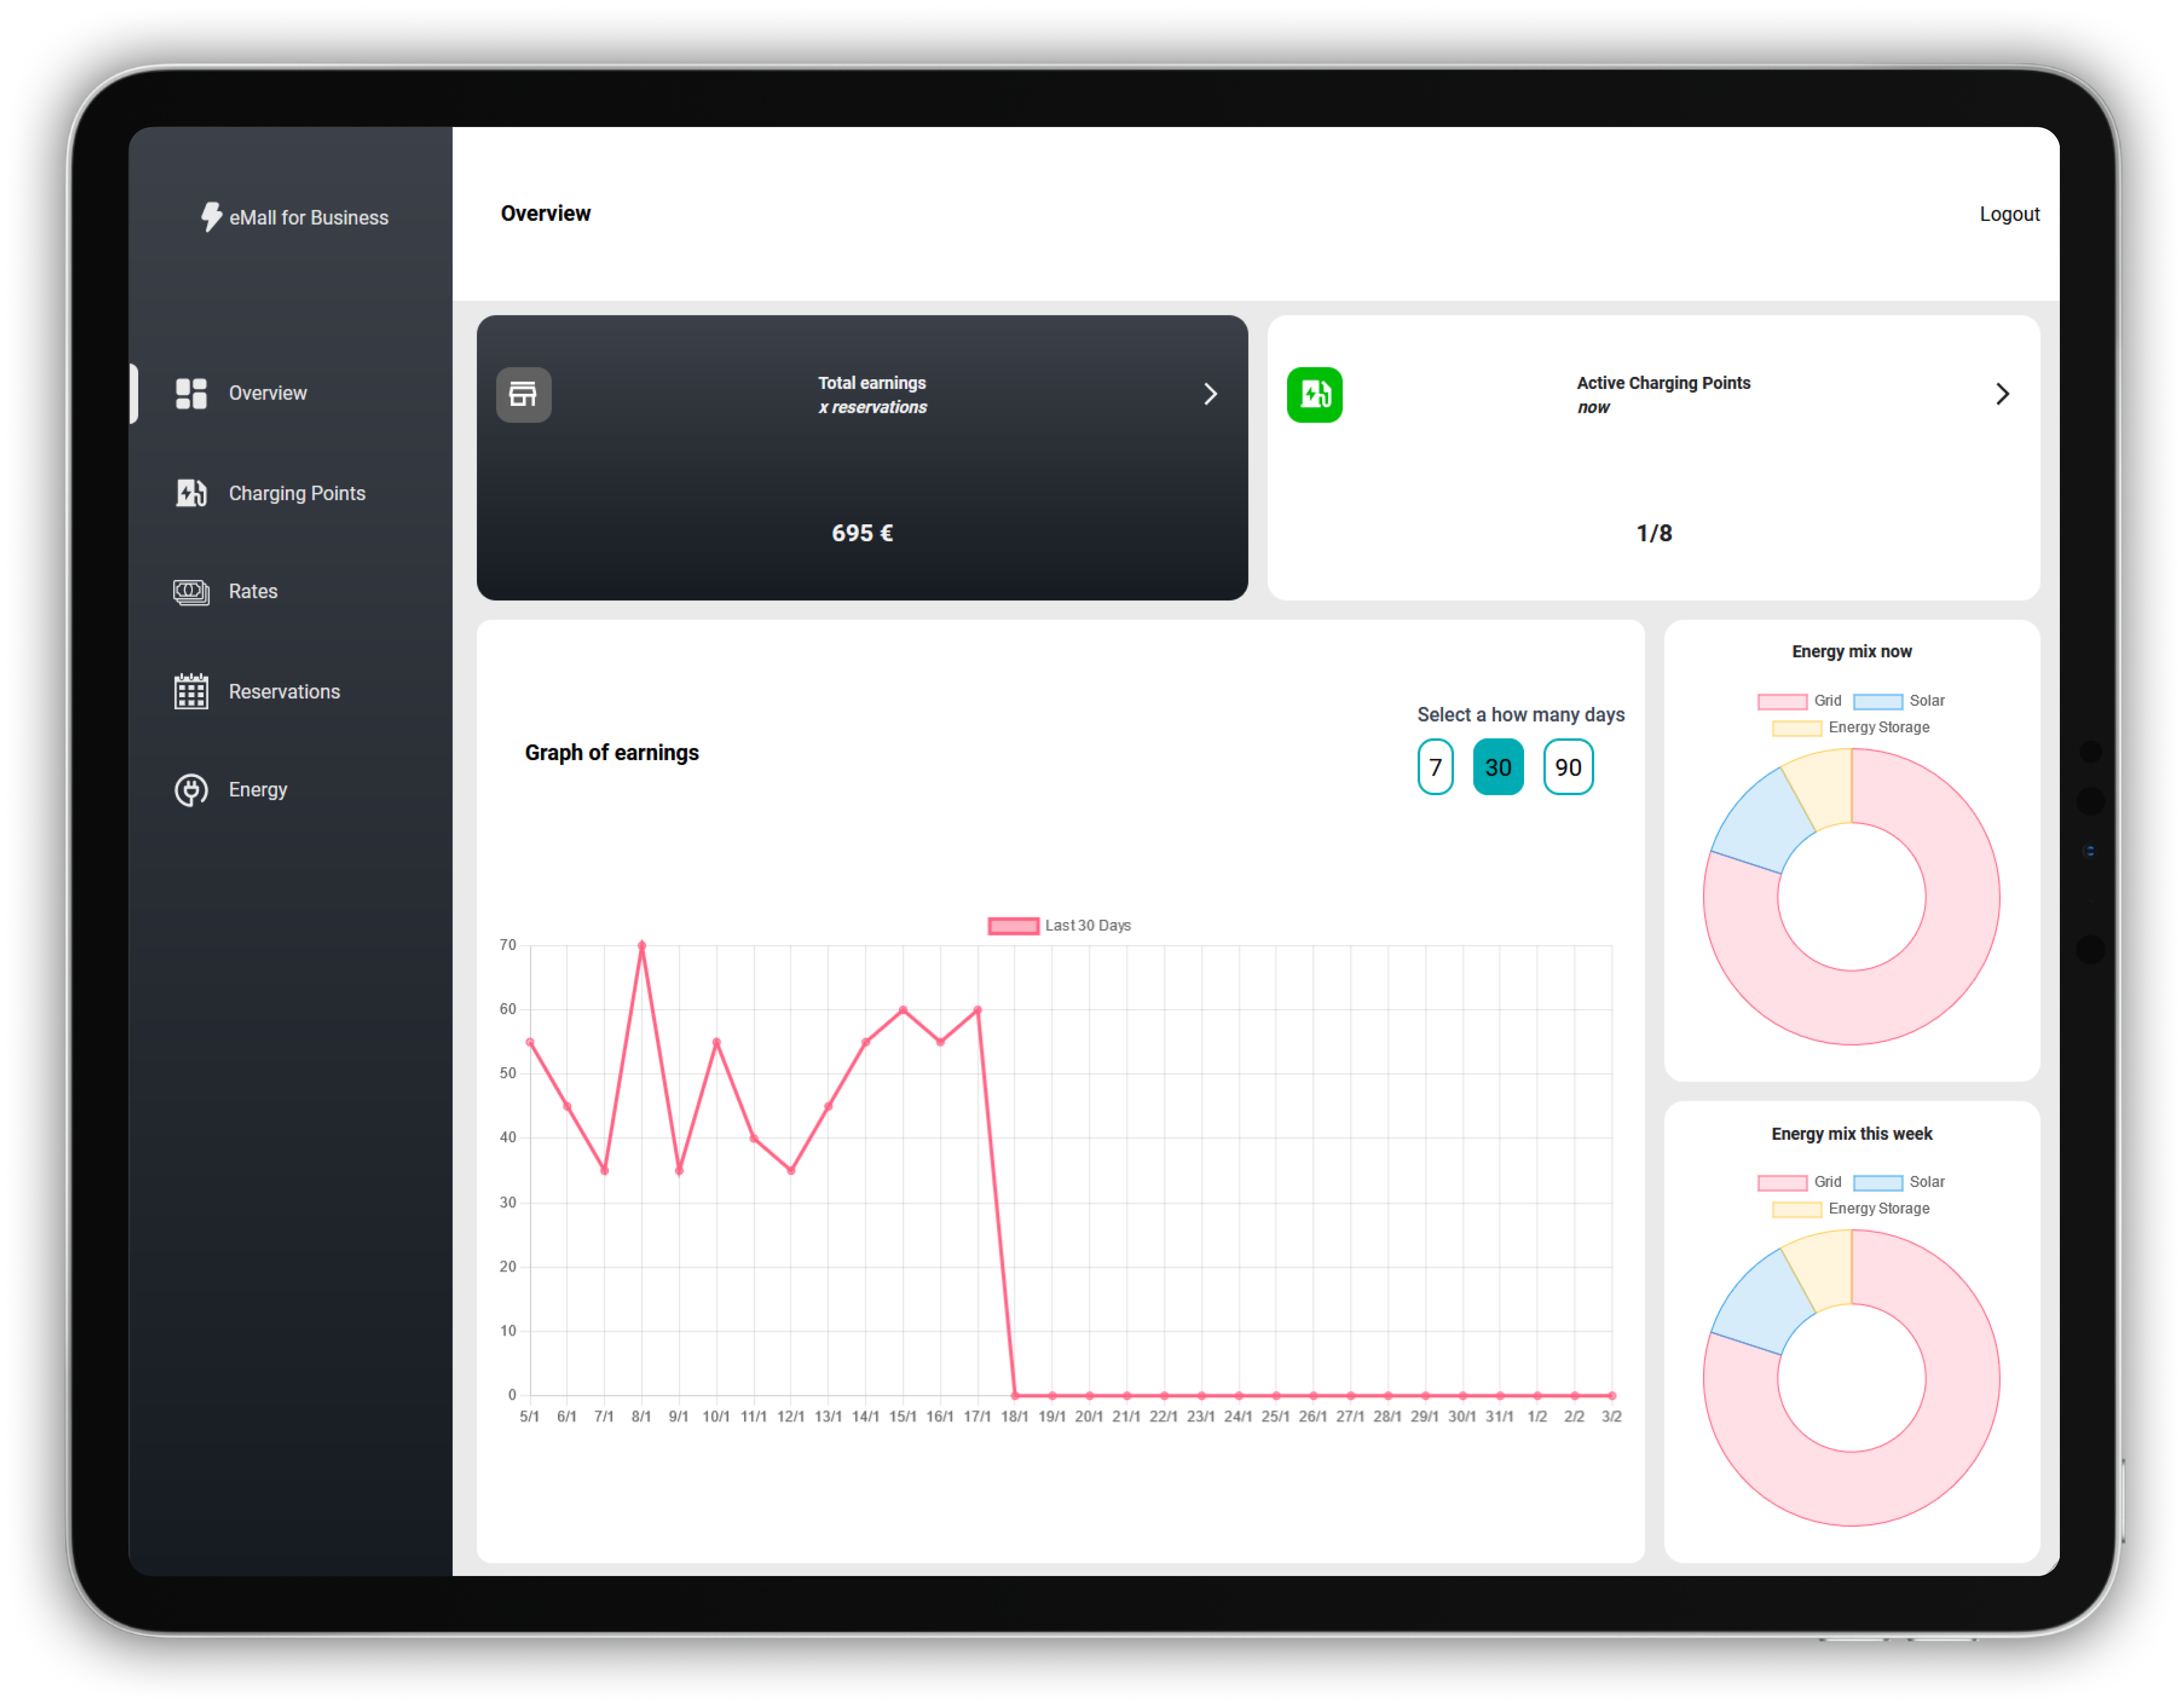 eMall for Business
Overview
Charging Points
Rates
Reservations
Energy
Overview
Logout
Total earnings
x reservations
695 €
Active Charging Points
now
1/8
Graph of earnings
Select a how many days
7 30 90
Last 30 Days
70
60
50
40
30
20
10
0
5/1 6/1 7/1 8/1 9/1 10/1 11/1 12/1 13/1 14/1 15/1 16/1 17/1 18/1 19/1 20/1 21/1 22/1 23/1 24/1 25/1 26/1 27/1 28/1 29/1 30/1 31/1 1/2 2/2 3/2
Energy mix now
Grid Solar
Energy Storage
Energy mix this week
Grid Solar
Energy Storage